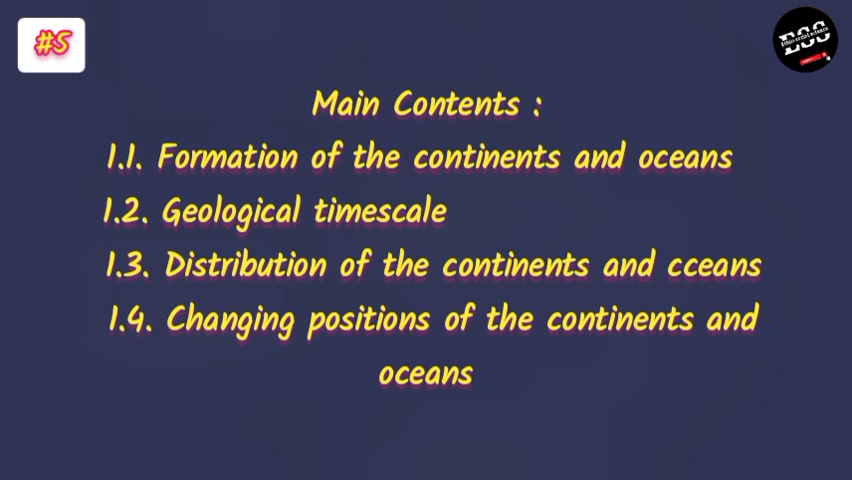 #5
ESS
Main Contents :
1.1. Formation of the continents and oceans
1.2. Geological timescale
1.3. Distribution of the continents and cceans
1.4. Changing positions of the continents and
oceans